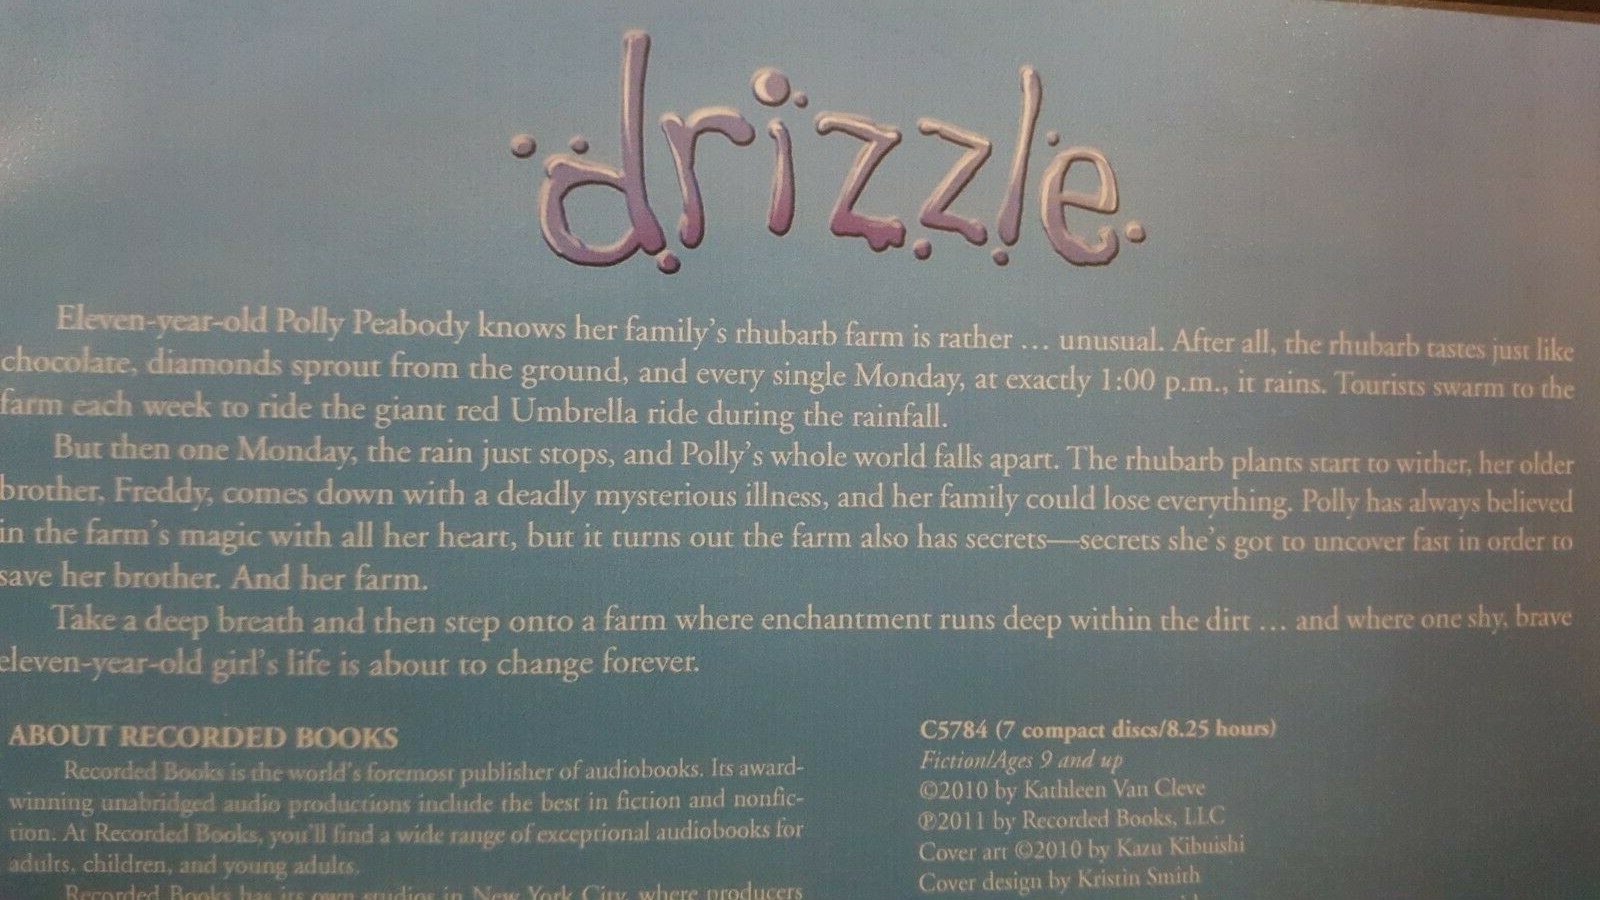 drizzle
Eleven-year-old Polly Peabody knows her family's rhubarb farm is rather ... unusual. After all, the rhubarb tastes just like
chocolate, diamonds sprout from the ground, and every single Monday, at exactly 1:00 p.m., it rains. Tourists swarm to the
farm each week to ride the giant red Umbrella ride during the rainfall.
But then one Monday, the rain just stops, and Polly's whole world falls apart. The rhubarb plants start to wither, her older
brother, Freddy, comes down with a deadly mysterious illness, and her family could lose everything. Polly has always believed
in the farm's magic with all her heart, but it turns out the farm also has secrets—secrets she's got to uncover fast in order to
save her brother. And her farm.
Take a deep breath and then step onto a farm where enchantment runs deep within the dirt ... and where one shy, brave
eleven-year-old girl's life is about to change forever.
ABOUT RECORDED BOOKS
Recorded Books is the world's foremost publisher of audiobooks. Its award-
winning unabridged audio productions include the best in fiction and nonfic-
tion. At Recorded Books, you'll find a wide range of exceptional audiobooks for
adults, children, and young adults.
Recorded Books has its own studios in New York City, where producers
C5784 (7 compact discs/8.25 hours)
Fiction/Ages 9 and up
©2010 by Kathleen Van Cleve
℗2011 by Recorded Books, LLC
Cover art ©2010 by Kazu Kibuishi
Cover design by Kristin Smith